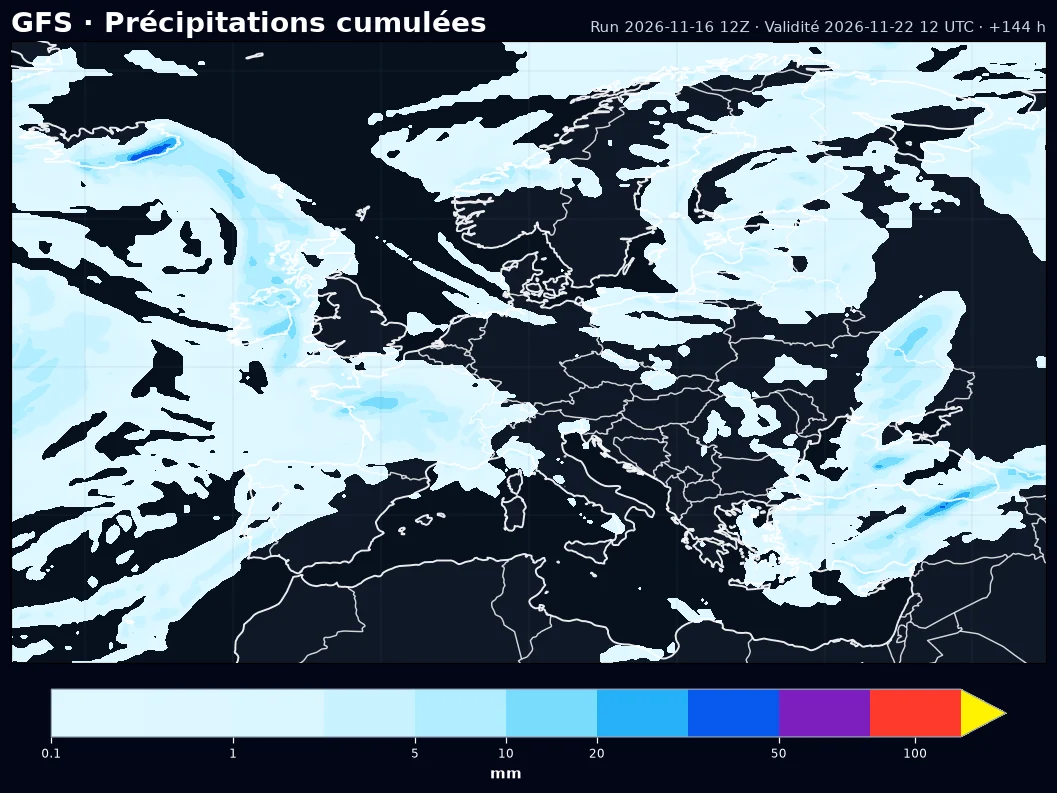 GFS · Précipitations cumulées
Run 2026-11-16 12Z · Validité 2026-11-22 12 UTC · +144 h
0.1 1 5 10 20 50 100
mm